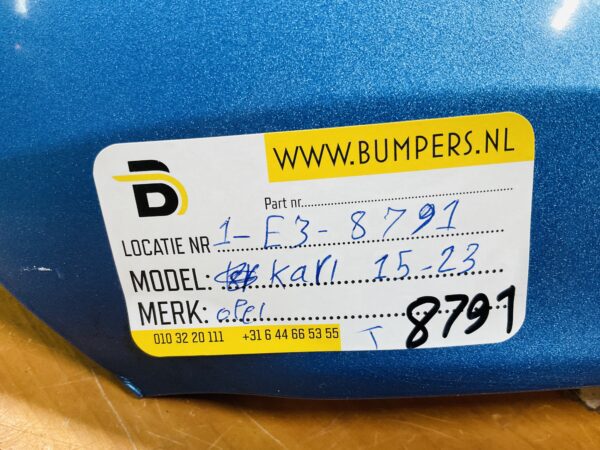 WWW.BUMPERS.NL
Part nr
LOCATIE NR 1-E3-8791
MODEL: karl 15-23
MERK: opel
010 32 20 111 +31 6 44 66 53 55 T 8791